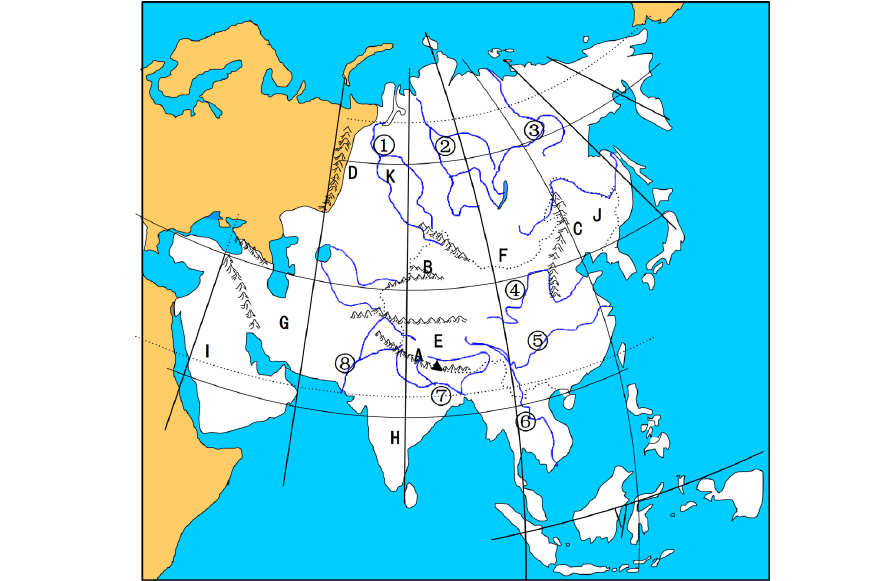 ① ② ③
D K
C J
F
B
④
G E ⑤
I
⑧ A
⑦
⑥
H